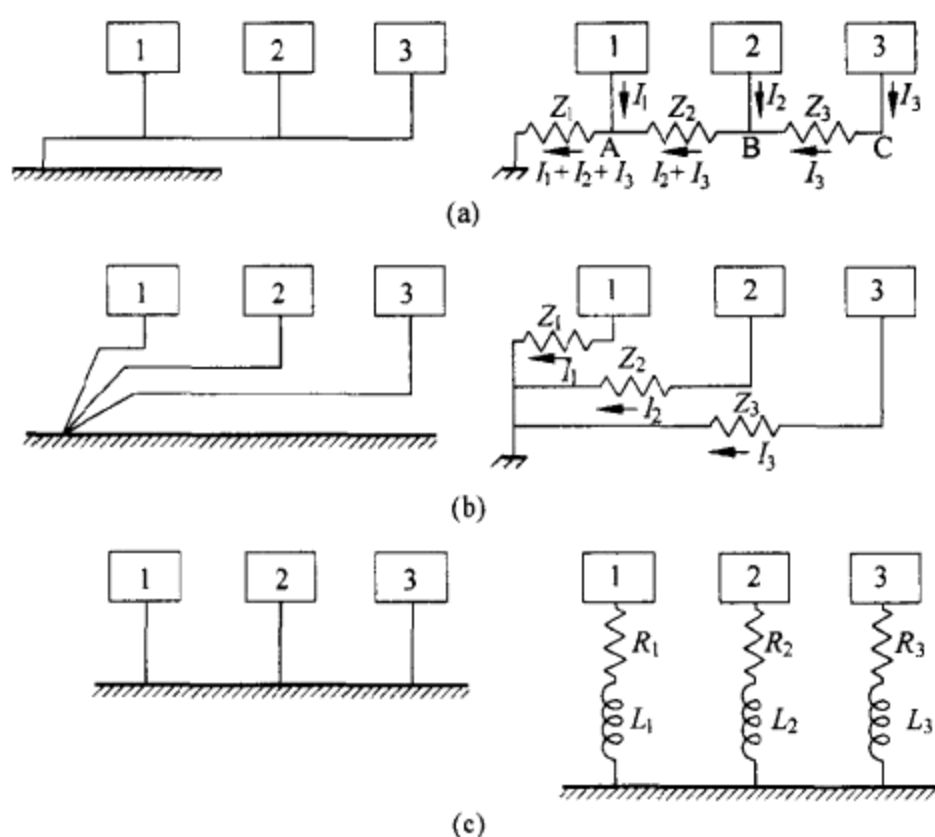 1 2 3 1 2 3
I₁ I₂ I₃
Z₁ Z₂ Z₃
A B C
I₁ + I₂ + I₃ I₂ + I₃ I₃
(a)
1 2 3 1 2 3
Z₁
I₁ Z₂
I₂ Z₃
I₃
(b)
1 2 3 1 2 3
R₁ R₂ R₃
L₁ L₂ L₃
(c)